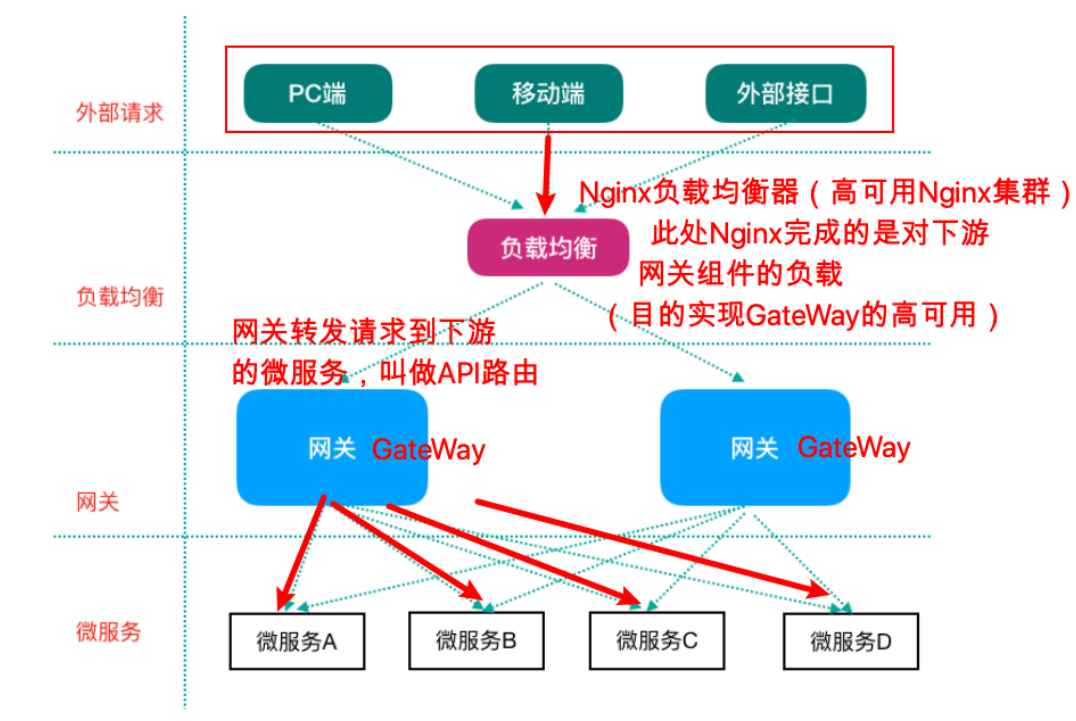 外部请求
PC端
移动端
外部接口
Nginx负载均衡器（高可用Nginx集群）
此处Nginx完成的是对下游
网关组件的负载
（目的实现GateWay的高可用）
负载均衡
负载均衡
网关转发请求到下游
的微服务，叫做API路由
网关 GateWay
网关 GateWay
网关
微服务
微服务A
微服务B
微服务C
微服务D